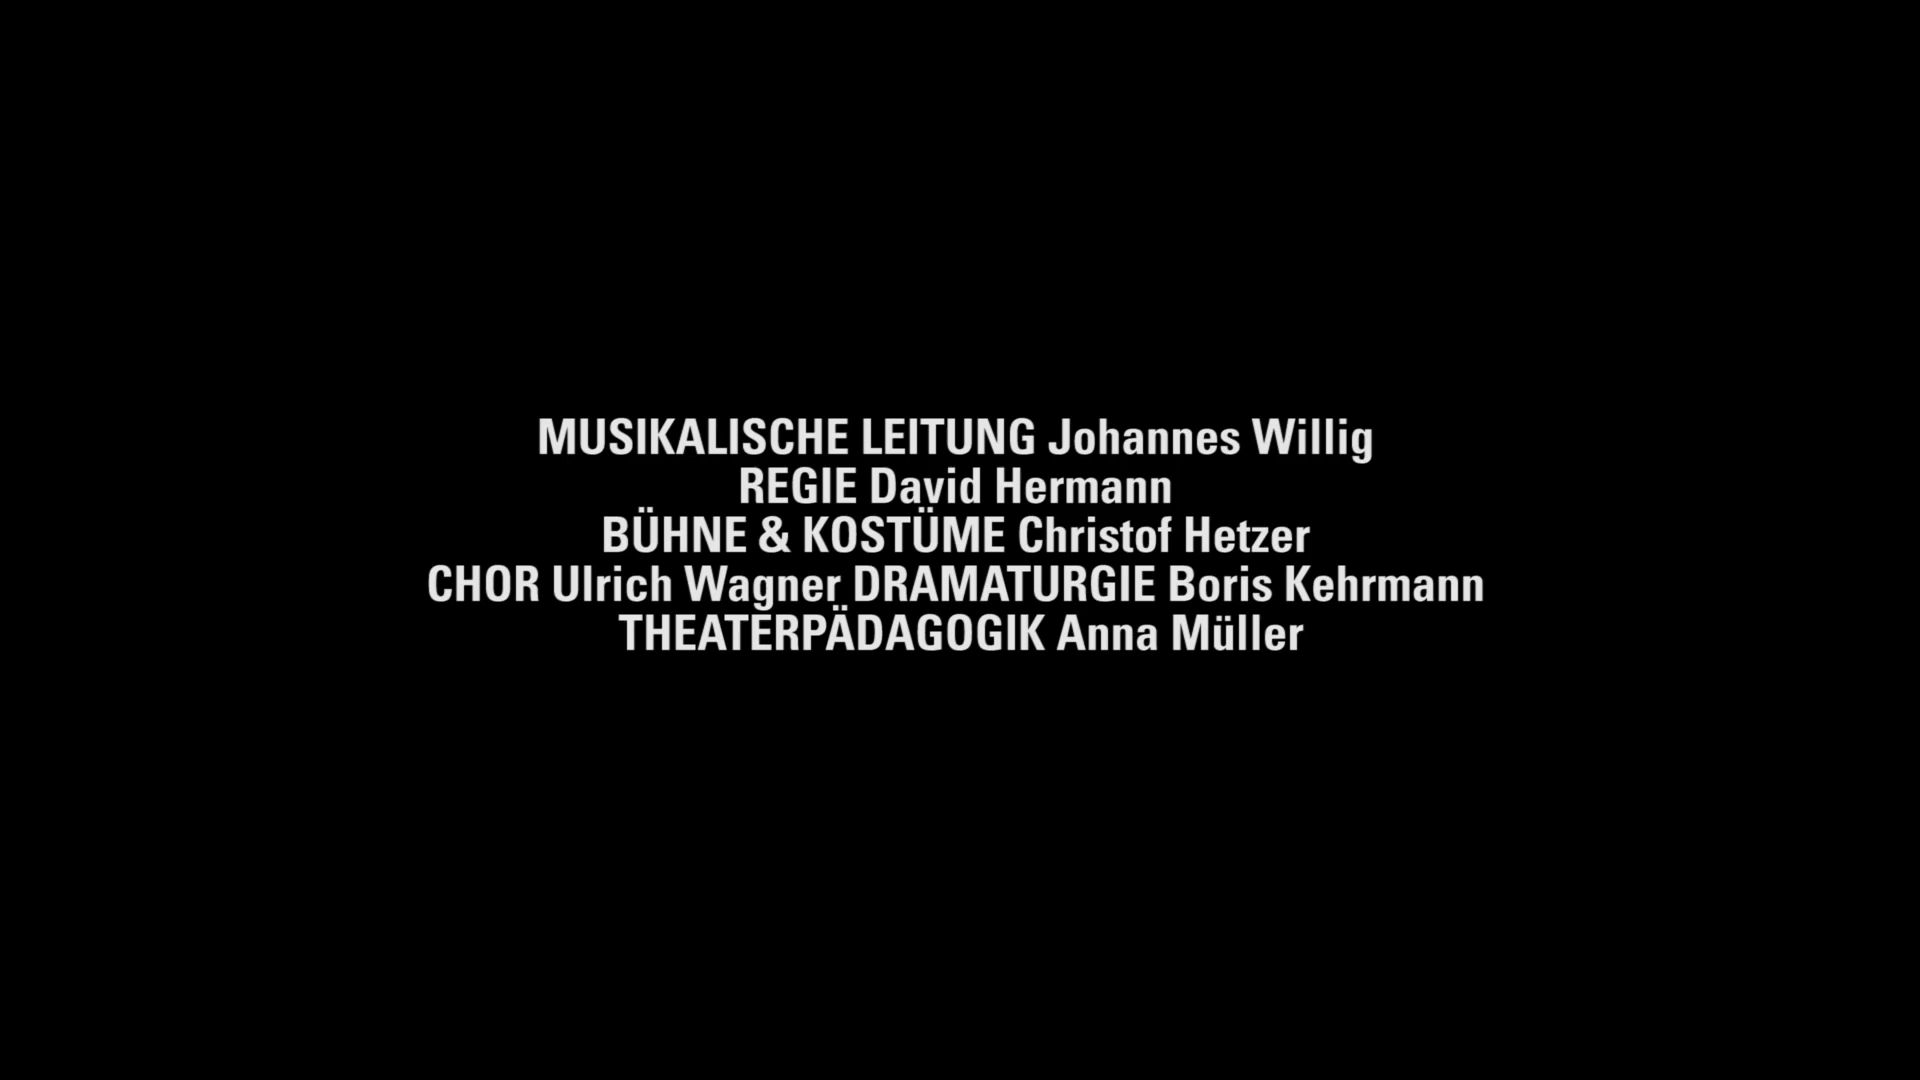 MUSIKALISCHE LEITUNG Johannes Willig
REGIE David Hermann
BÜHNE & KOSTÜME Christof Hetzer
CHOR Ulrich Wagner DRAMATURGIE Boris Kehrmann
THEATERPÄDAGOGIK Anna Müller